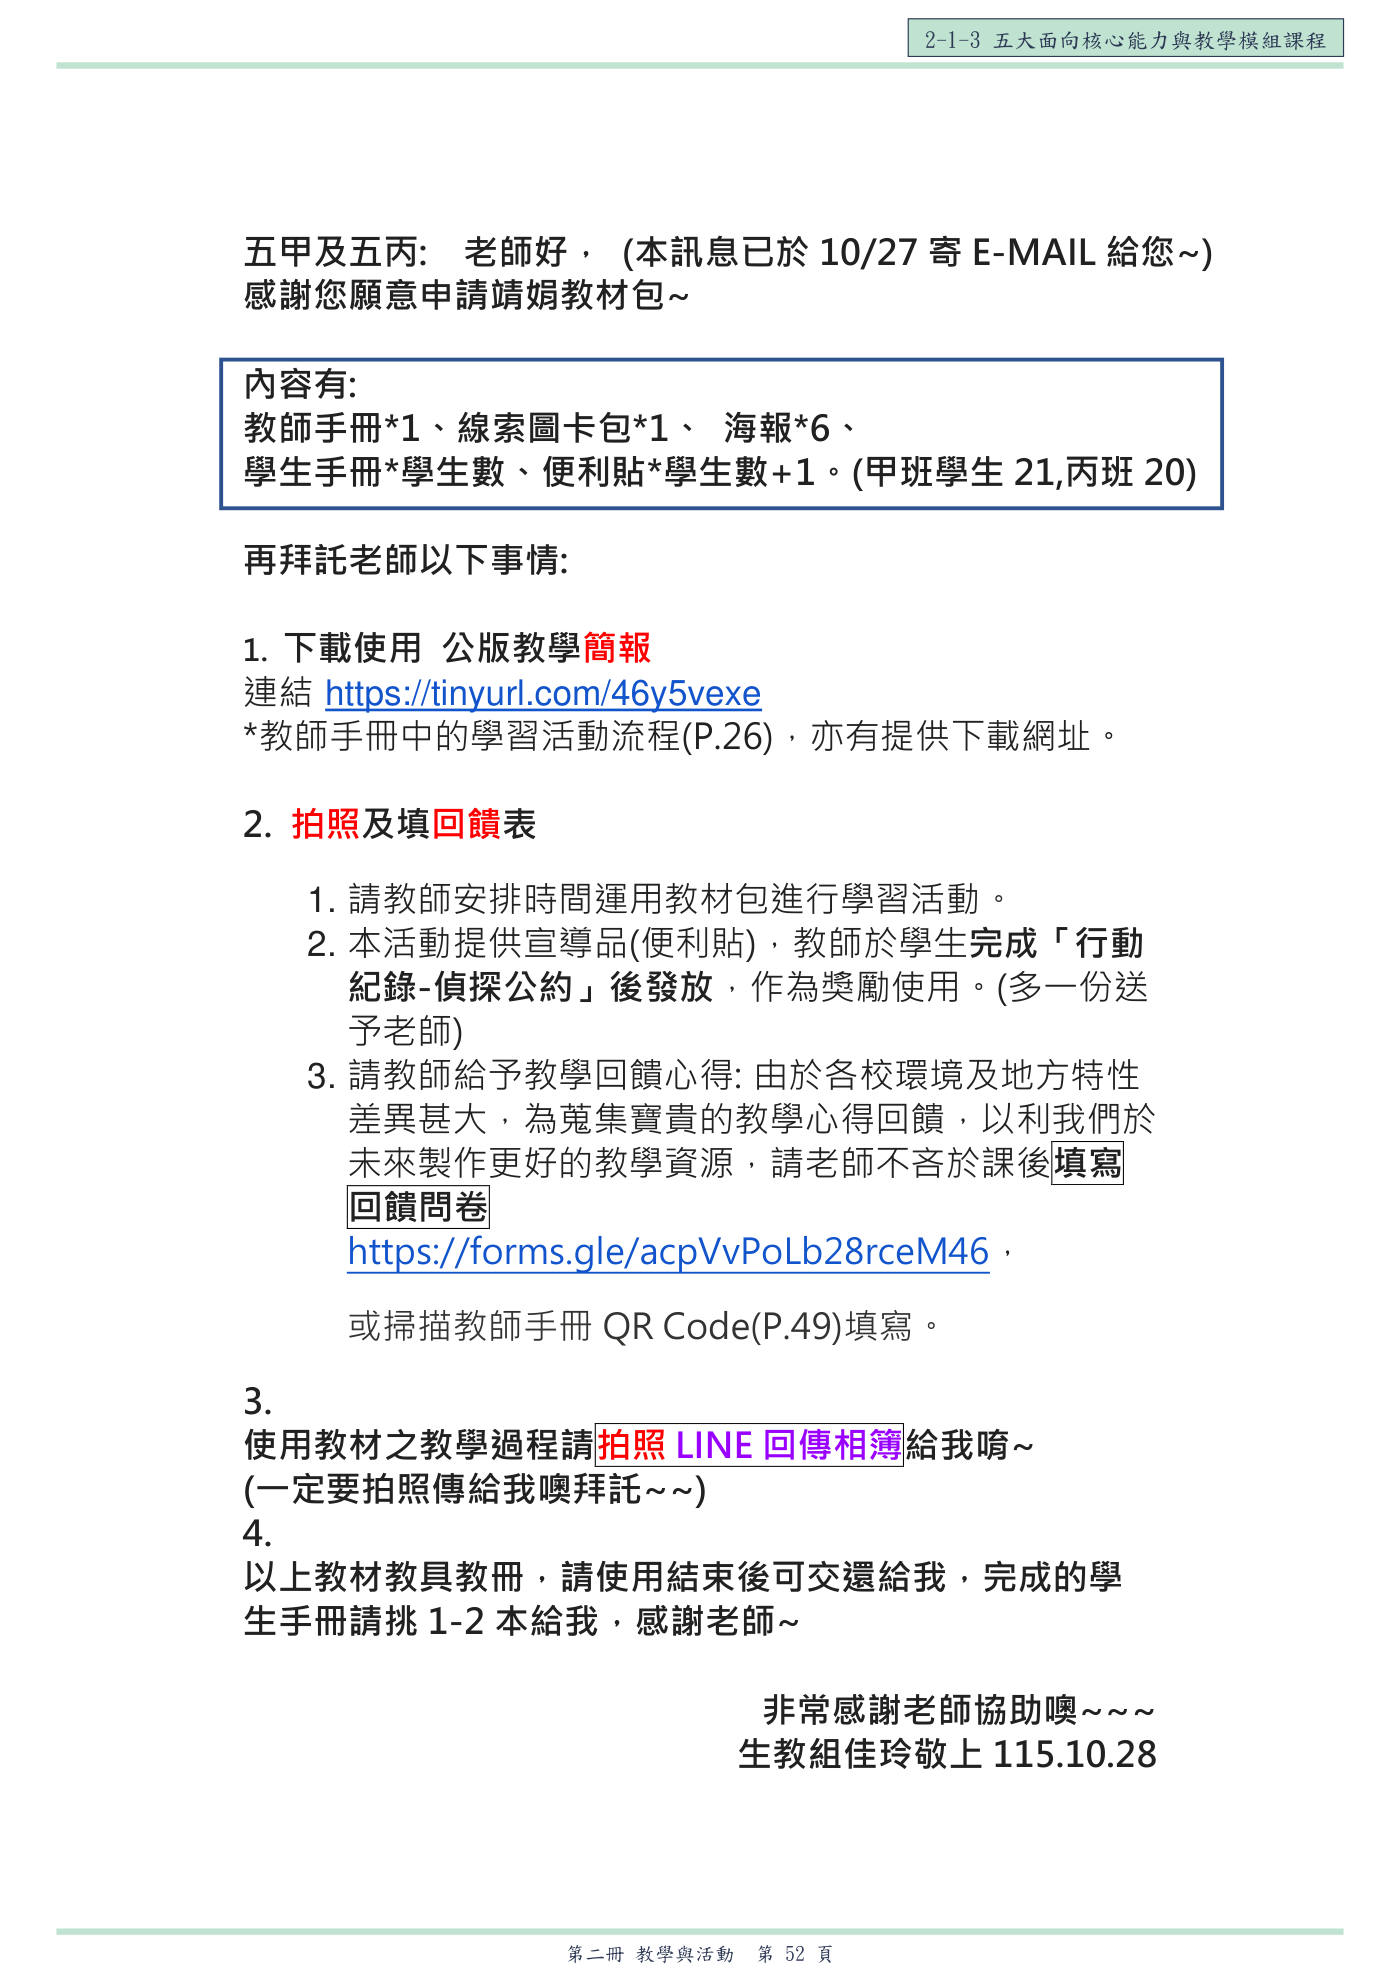 2-1-3 五大面向核心能力與教學模組課程
五甲及五丙: 老師好， (本訊息已於 10/27 寄 E-MAIL 給您~)
感謝您願意申請靖娟教材包~
內容有:
教師手冊*1、線索圖卡包*1、 海報*6、
學生手冊*學生數、便利貼*學生數+1。(甲班學生 21,丙班 20)
再拜託老師以下事情:
1. 下載使用 公版教學簡報
連結 https://tinyurl.com/46y5vexe
*教師手冊中的學習活動流程(P.26)，亦有提供下載網址。
2. 拍照及填回饋表
1. 請教師安排時間運用教材包進行學習活動。
2. 本活動提供宣導品(便利貼)，教師於學生完成「行動
紀錄-偵探公約」後發放，作為獎勵使用。(多一份送
予老師)
3. 請教師給予教學回饋心得: 由於各校環境及地方特性
差異甚大，為蒐集寶貴的教學心得回饋，以利我們於
未來製作更好的教學資源，請老師不吝於課後填寫
回饋問卷
https://forms.gle/acpVvPoLb28rceM46，
或掃描教師手冊 QR Code(P.49)填寫。
3.
使用教材之教學過程請拍照 LINE 回傳相簿給我唷~
(一定要拍照傳給我噢拜託~~)
4.
以上教材教具教冊，請使用結束後可交還給我，完成的學
生手冊請挑 1-2 本給我，感謝老師~
非常感謝老師協助噢~~~
生教組佳玲敬上 115.10.28
第二冊 教學與活動 第 52 頁